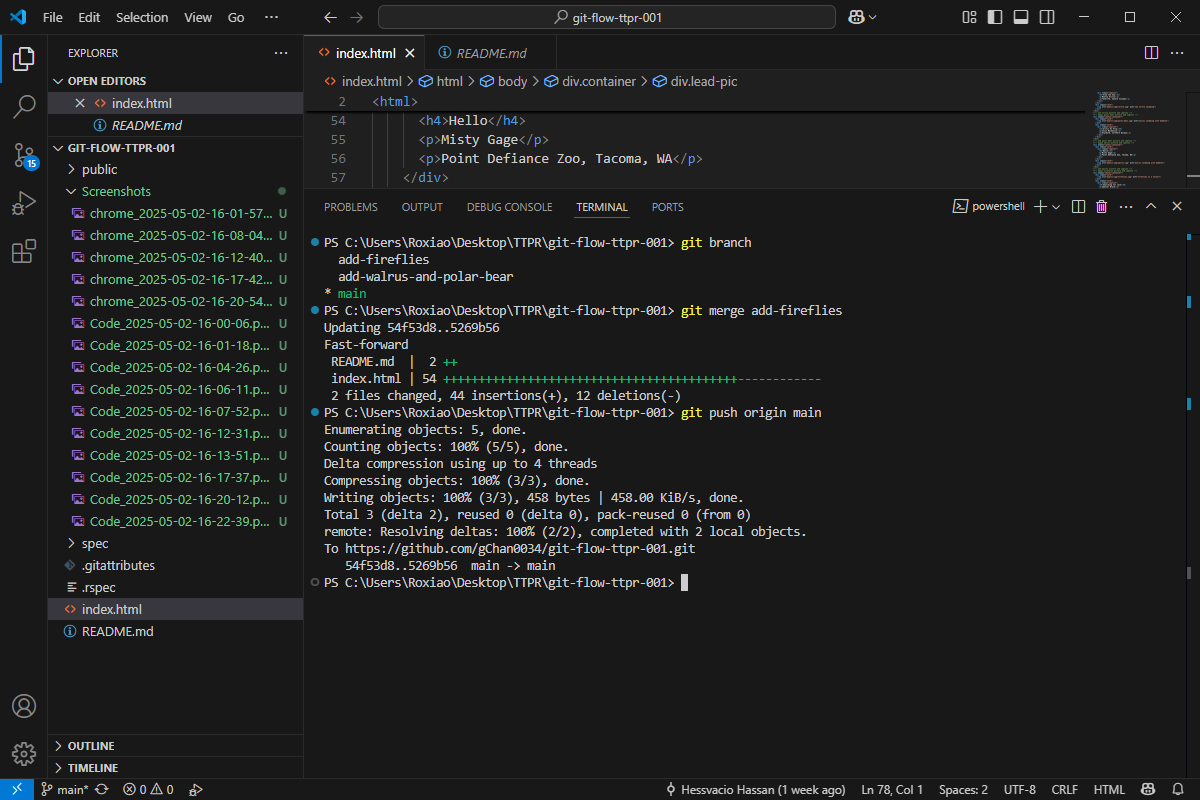 File Edit Selection View Go ··· git-flow-ttpr-001
EXPLORER ···
OPEN EDITORS
index.html
README.md
GIT-FLOW-TTPR-001
public
Screenshots
chrome_2025-05-02-16-01-57... U
chrome_2025-05-02-16-08-04... U
chrome_2025-05-02-16-12-40... U
chrome_2025-05-02-16-17-42... U
chrome_2025-05-02-16-20-54... U
Code_2025-05-02-16-00-06.p... U
Code_2025-05-02-16-01-18.p... U
Code_2025-05-02-16-04-26.p... U
Code_2025-05-02-16-06-11.p... U
Code_2025-05-02-16-07-52.p... U
Code_2025-05-02-16-12-31.p... U
Code_2025-05-02-16-13-51.p... U
Code_2025-05-02-16-17-37.p... U
Code_2025-05-02-16-20-12.p... U
Code_2025-05-02-16-22-39.p... U
spec
.gitattributes
.rspec
index.html
README.md
OUTLINE
TIMELINE
15
index.html README.md
index.html > html > body > div.container > div.lead-pic
2 <html>
54 <h4>Hello</h4>
55 <p>Misty Gage</p>
56 <p>Point Defiance Zoo, Tacoma, WA</p>
57 </div>
PROBLEMS OUTPUT DEBUG CONSOLE TERMINAL PORTS powershell
PS C:\Users\Roxiao\Desktop\TTPR\git-flow-ttpr-001> git branch
add-fireflies
add-walrus-and-polar-bear
* main
PS C:\Users\Roxiao\Desktop\TTPR\git-flow-ttpr-001> git merge add-fireflies
Updating 54f53d8..5269b56
Fast-forward
README.md | 2 ++
index.html | 54 ++++++++++++++++++++++++++++++++++++++++++------------
2 files changed, 44 insertions(+), 12 deletions(-)
PS C:\Users\Roxiao\Desktop\TTPR\git-flow-ttpr-001> git push origin main
Enumerating objects: 5, done.
Counting objects: 100% (5/5), done.
Delta compression using up to 4 threads
Compressing objects: 100% (3/3), done.
Writing objects: 100% (3/3), 458 bytes | 458.00 KiB/s, done.
Total 3 (delta 2), reused 0 (delta 0), pack-reused 0 (from 0)
remote: Resolving deltas: 100% (2/2), completed with 2 local objects.
To https://github.com/gChan0034/git-flow-ttpr-001.git
54f53d8..5269b56 main -> main
PS C:\Users\Roxiao\Desktop\TTPR\git-flow-ttpr-001>
main* 0 0 Hessvacio Hassan (1 week ago) Ln 78, Col 1 Spaces: 2 UTF-8 CRLF HTML